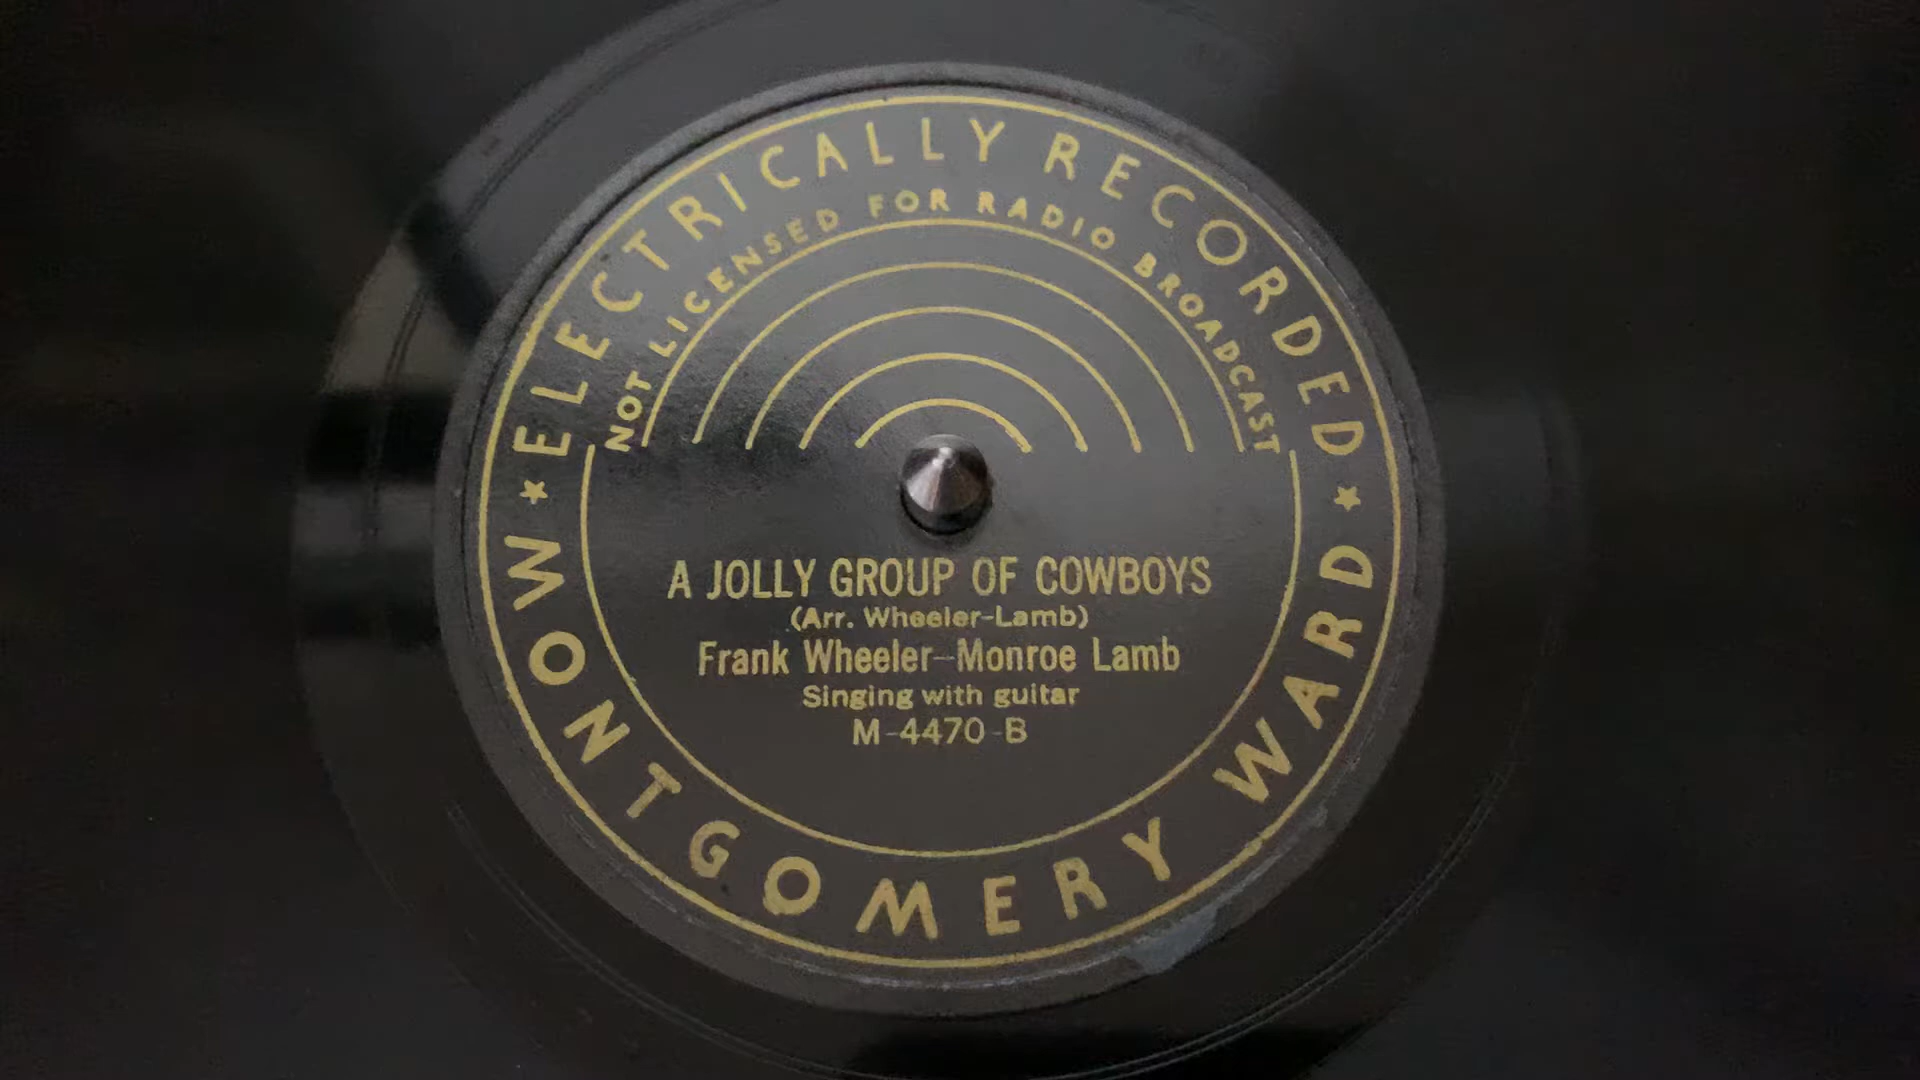 ELECTRICALLY RECORDED
NOT LICENSED FOR RADIO BROADCAST
A JOLLY GROUP OF COWBOYS
(Arr. Wheeler-Lamb)
Frank Wheeler-Monroe Lamb
Singing with guitar
M-4470-B
MONTGOMERY WARD